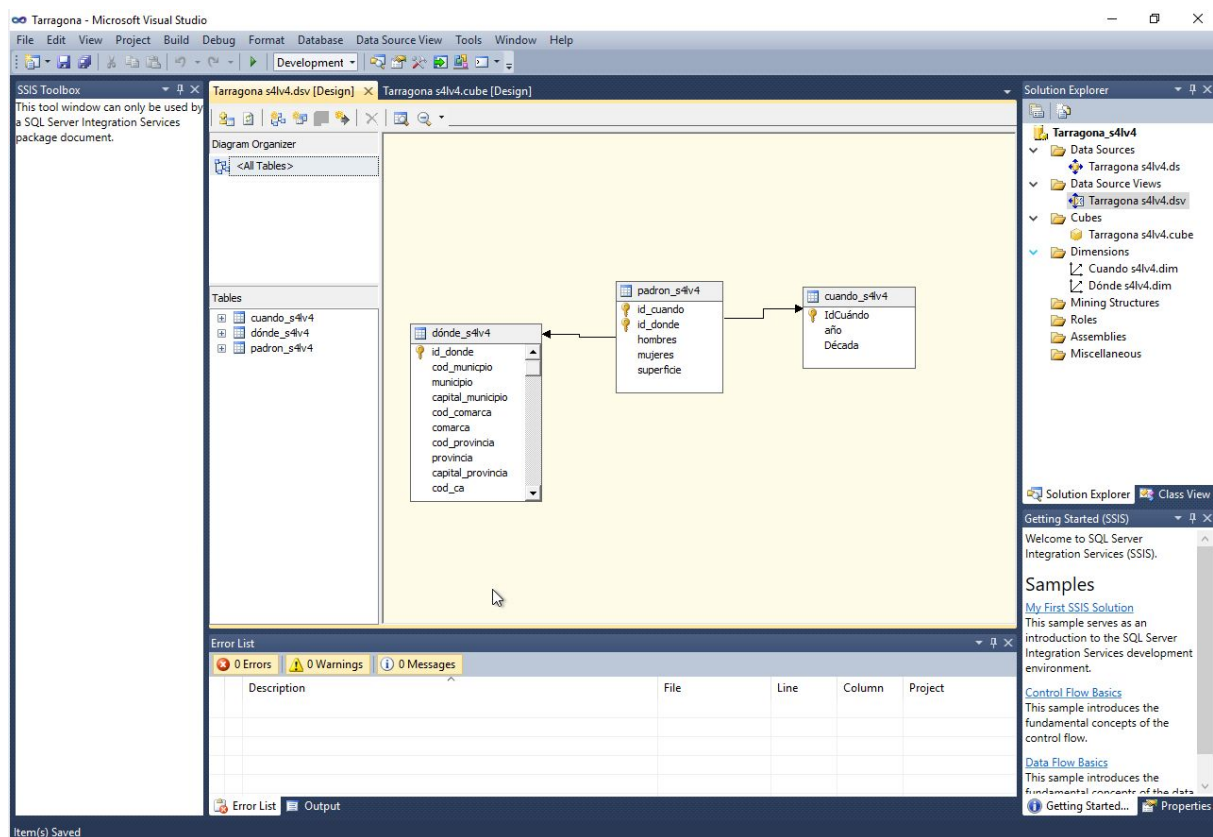 Tarragona - Microsoft Visual Studio
File Edit View Project Build Debug Format Database Data Source View Tools Window Help
Development
SSIS Toolbox
This tool window can only be used by
a SQL Server Integration Services
package document.
Tarragona s4lv4.dsv [Design] Tarragona s4lv4.cube [Design]
Diagram Organizer
<All Tables>
Tables
cuando_s4lv4
dónde_s4lv4
padron_s4lv4
dónde_s4lv4
id_donde
cod_municpio
municipio
capital_municipio
cod_comarca
comarca
cod_provincia
provincia
capital_provincia
cod_ca
padron_s4lv4
id_cuando
id_donde
hombres
mujeres
superficie
cuando_s4lv4
IdCuándo
año
Década
Error List
0 Errors 0 Warnings 0 Messages
Description File Line Column Project
Error List Output
Solution Explorer
Tarragona_s4lv4
Data Sources
Tarragona s4lv4.ds
Data Source Views
Tarragona s4lv4.dsv
Cubes
Tarragona s4lv4.cube
Dimensions
Cuando s4lv4.dim
Dónde s4lv4.dim
Mining Structures
Roles
Assemblies
Miscellaneous
Solution Explorer Class View
Getting Started (SSIS)
Welcome to SQL Server
Integration Services (SSIS).
Samples
My First SSIS Solution
This sample serves as an
introduction to the SQL Server
Integration Services development
environment.
Control Flow Basics
This sample introduces the
fundamental concepts of the
control flow.
Data Flow Basics
This sample introduces the
fundamental concepts of the data
Getting Started... Properties
Item(s) Saved